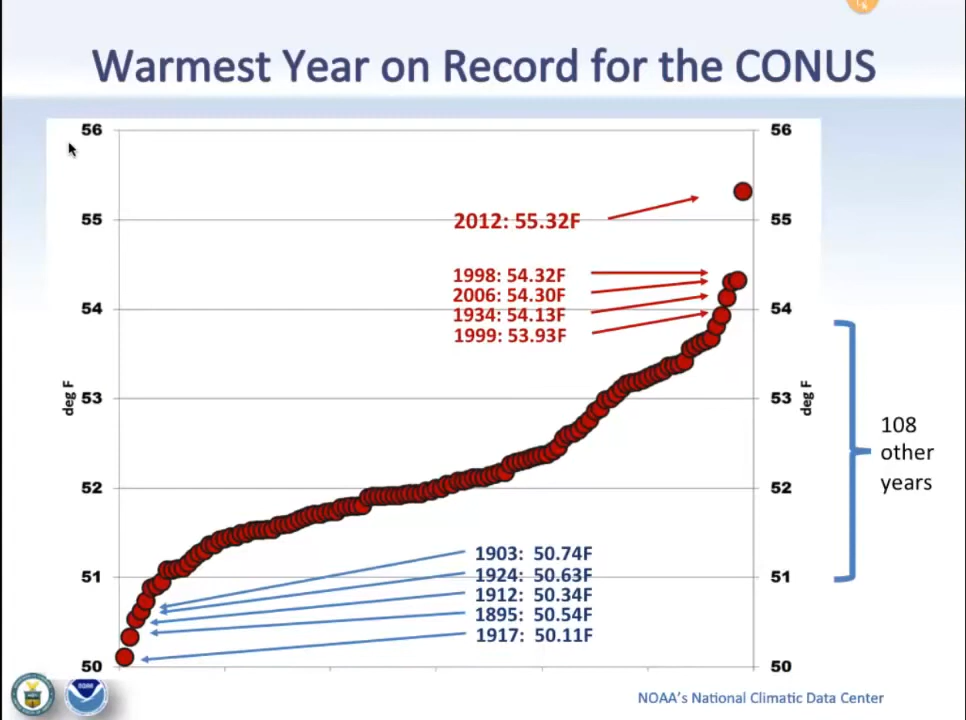 Warmest Year on Record for the CONUS
56
56
2012: 55.32F
55
55
1998: 54.32F
2006: 54.30F
1934: 54.13F
1999: 53.93F
54
54
deg F
53
53
deg F
108
other
years
52
52
1903: 50.74F
1924: 50.63F
1912: 50.34F
1895: 50.54F
1917: 50.11F
51
51
50
50
NOAA's National Climatic Data Center